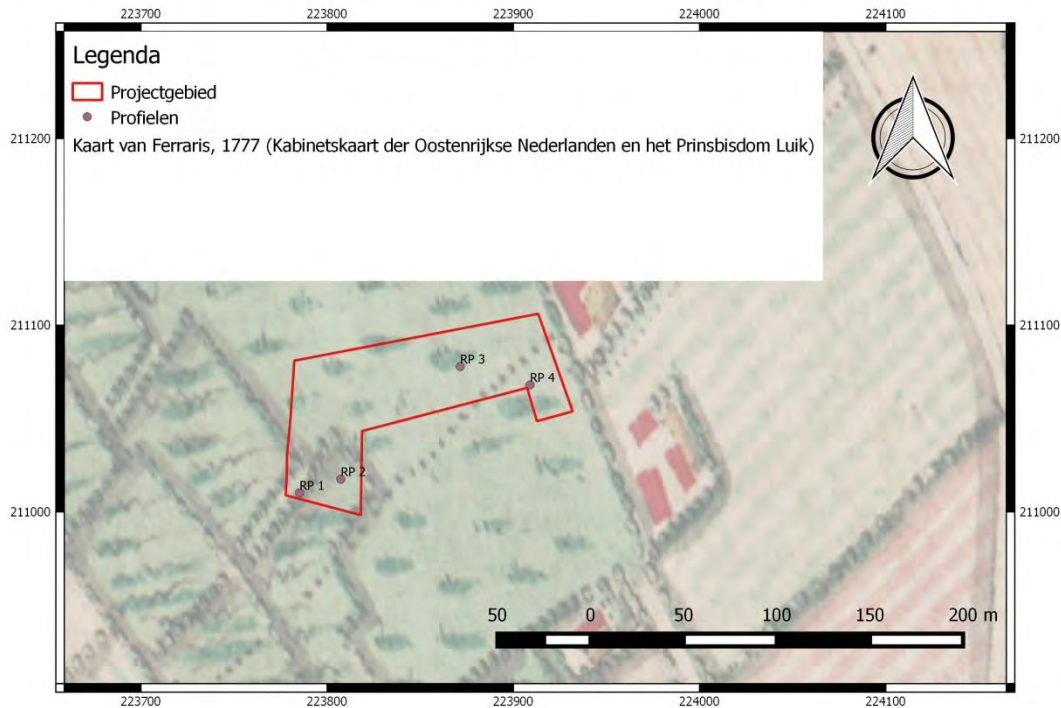 223700 223800 223900 224000 224100
Legenda
Projectgebied
Profielen
Kaart van Ferraris, 1777 (Kabinetskaart der Oostenrijkse Nederlanden en het Prinsbisdom Luik)
211200 211200
211100 211100
RP 3
RP 4
RP 2
RP 1
211000 211000
50 0 50 100 150 200 m
223700 223800 223900 224000 224100